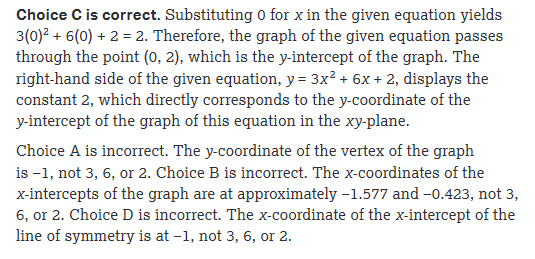 Choice C is correct. Substituting 0 for x in the given equation yields
3(0)² + 6(0) + 2 = 2. Therefore, the graph of the given equation passes
through the point (0, 2), which is the y-intercept of the graph. The
right-hand side of the given equation, y = 3x² + 6x + 2, displays the
constant 2, which directly corresponds to the y-coordinate of the
y-intercept of the graph of this equation in the xy-plane.
Choice A is incorrect. The y-coordinate of the vertex of the graph
is −1, not 3, 6, or 2. Choice B is incorrect. The x-coordinates of the
x-intercepts of the graph are at approximately −1.577 and −0.423, not 3,
6, or 2. Choice D is incorrect. The x-coordinate of the x-intercept of the
line of symmetry is at −1, not 3, 6, or 2.